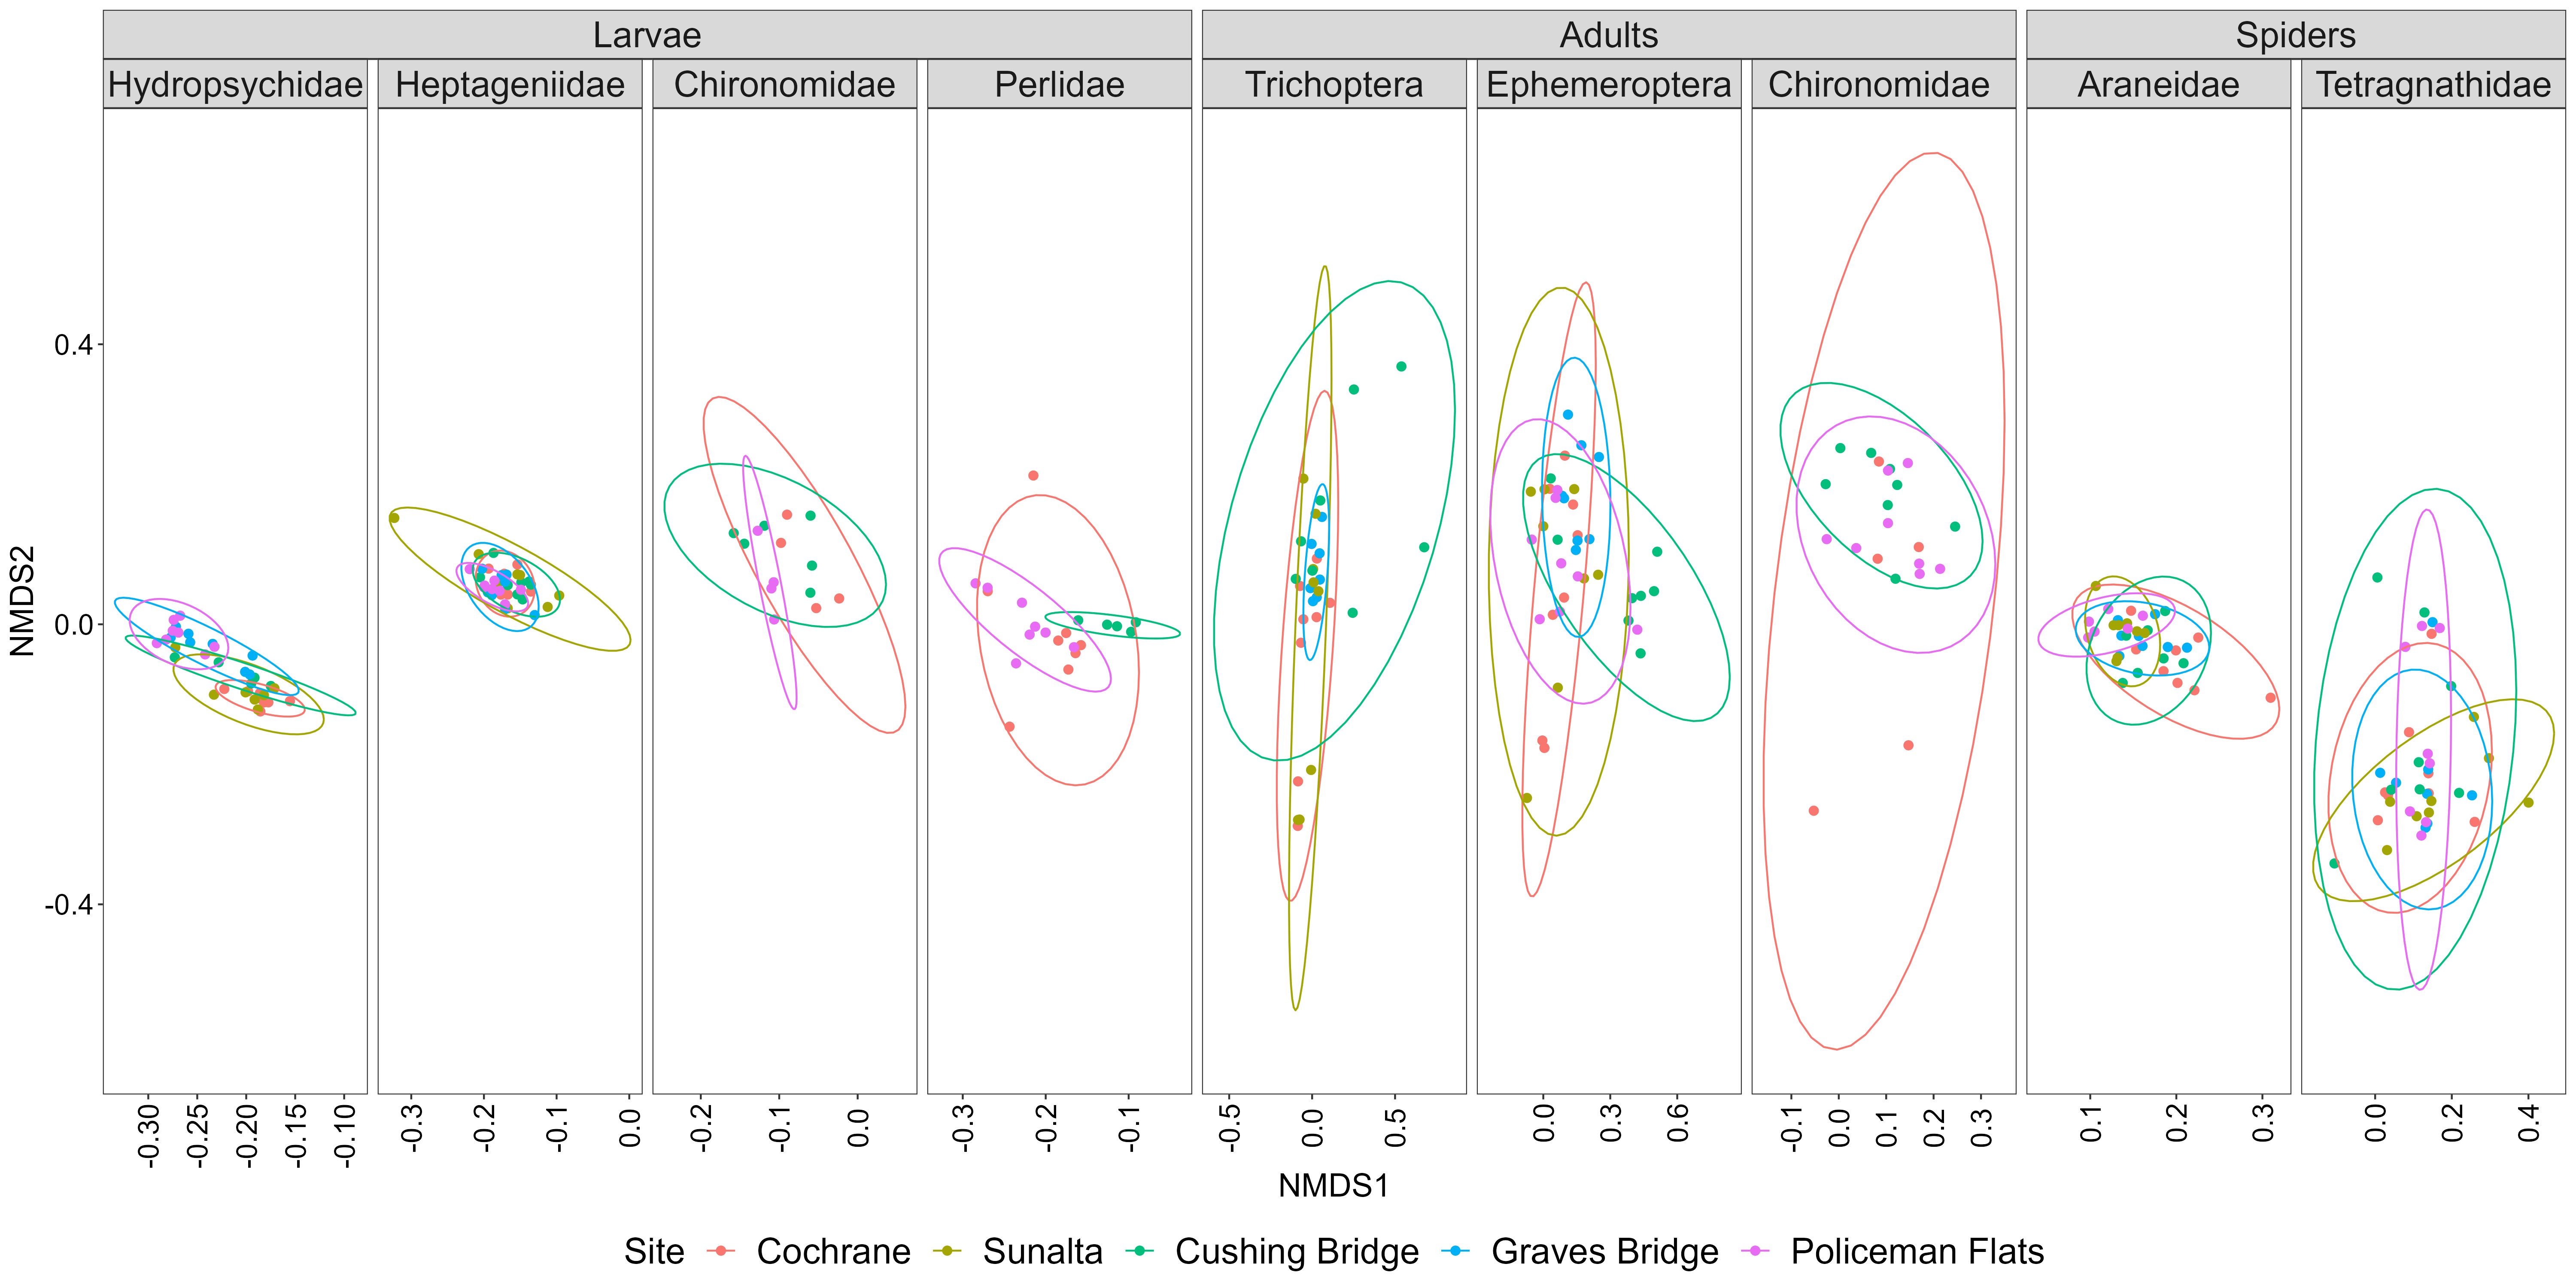 Larvae Adults Spiders
Hydropsychidae Heptageniidae Chironomidae Perlidae Trichoptera Ephemeroptera Chironomidae Araneidae Tetragnathidae
0.4
0.0
-0.4
NMDS2
-0.30 -0.25 -0.20 -0.15 -0.10 -0.3 -0.2 -0.1 0.0 -0.2 -0.1 0.0 -0.3 -0.2 -0.1 -0.5 0.0 0.5 0.0 0.3 0.6 -0.1 0.0 0.1 0.2 0.3 0.1 0.2 0.3 0.0 0.2 0.4
NMDS1
Site Cochrane Sunalta Cushing Bridge Graves Bridge Policeman Flats